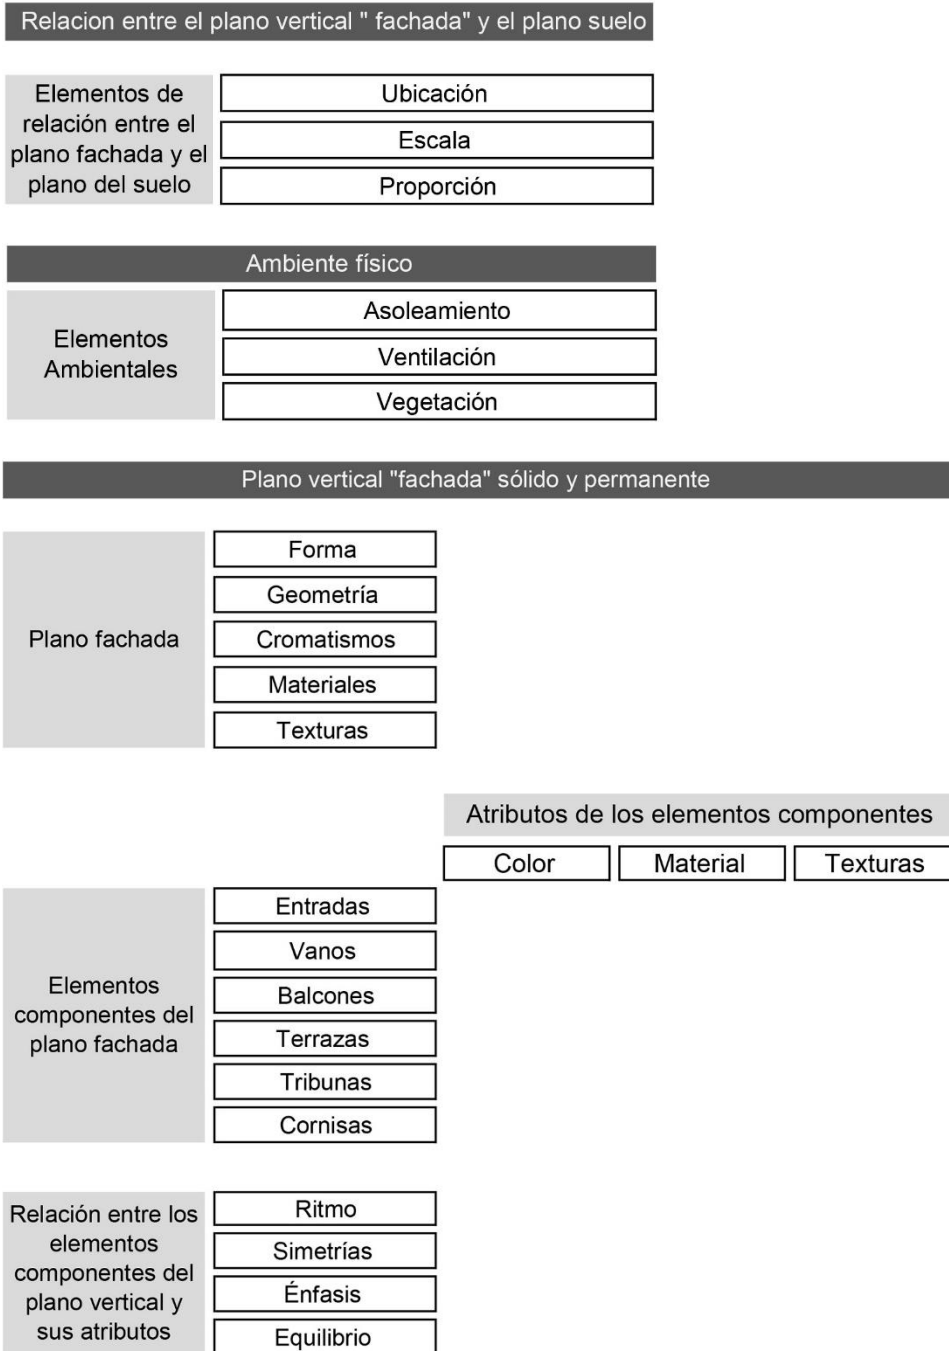 Relacion entre el plano vertical " fachada" y el plano suelo
Elementos de
relación entre el
plano fachada y el
plano del suelo
Ubicación
Escala
Proporción
Ambiente físico
Elementos
Ambientales
Asoleamiento
Ventilación
Vegetación
Plano vertical "fachada" sólido y permanente
Plano fachada
Forma
Geometría
Cromatismos
Materiales
Texturas
Atributos de los elementos componentes
Color Material Texturas
Elementos
componentes del
plano fachada
Entradas
Vanos
Balcones
Terrazas
Tribunas
Cornisas
Relación entre los
elementos
componentes del
plano vertical y
sus atributos
Ritmo
Simetrías
Énfasis
Equilibrio